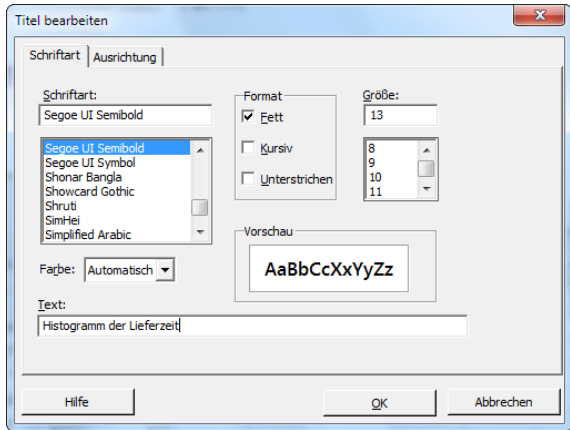 Titel bearbeiten
Schriftart
Ausrichtung
Schriftart:
Segoe UI Semibold
Segoe UI Semibold
Segoe UI Symbol
Shonar Bangla
Showcard Gothic
Shruti
SimHei
Simplified Arabic
Format
Fett
Kursiv
Unterstrichen
Größe:
13
8
9
10
11
Vorschau
AaBbCcXxYyZz
Farbe: Automatisch
Text:
Histogramm der Lieferzeit
Hilfe
OK
Abbrechen